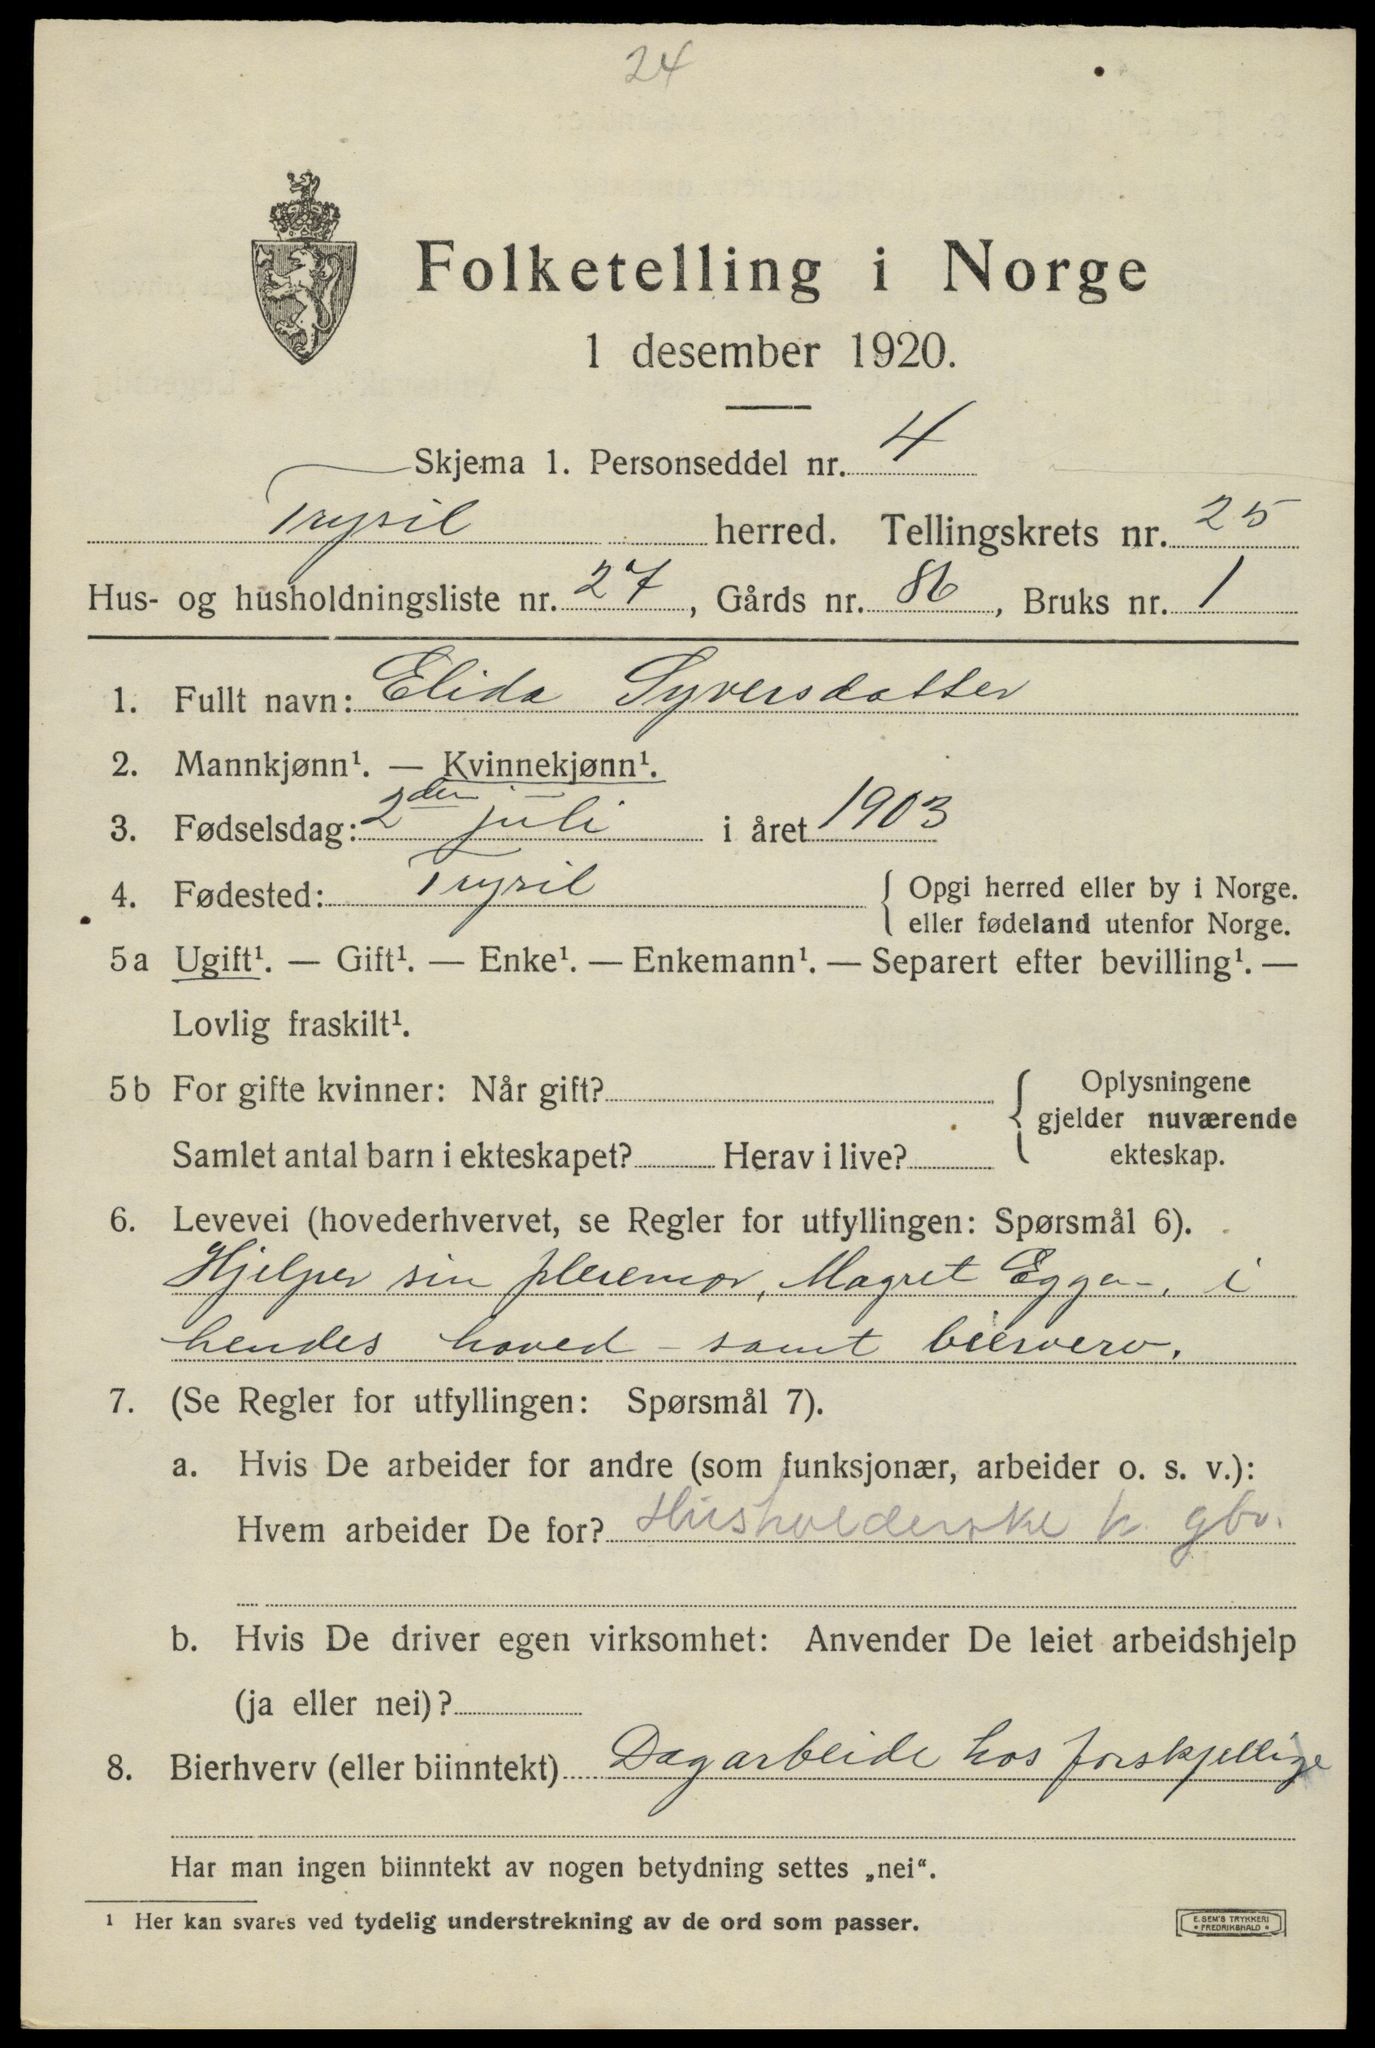 24
Folketelling i Norge
1 desember 1920.
Skjema 1. Personseddel nr. 4
Trysil herred. Tellingskrets nr. 25
Hus- og husholdningsliste nr. 27, Gårds nr. 86, Bruks nr. 1
1. Fullt navn: Elida Syversdatter
2. Mannkjønn¹. — Kvinnekjønn¹.
3. Fødselsdag: 2den juli i året 1903
4. Fødested: Trysil { Opgi herred eller by i Norge.
eller fødeland utenfor Norge.
5a Ugift¹. — Gift¹. — Enke¹. — Enkemann¹. — Separert efter bevilling¹. —
Lovlig fraskilt¹.
5b For gifte kvinner: Når gift? { Oplysningene
gjelder nuværende
Samlet antal barn i ekteskapet? Herav i live? ekteskap.
6. Levevei (hovederhvervet, se Regler for utfyllingen: Spørsmål 6).
Hjelper sin pleiemor, Magret Eggen, i
hendes hoved - samt bierverv.
7. (Se Regler for utfyllingen: Spørsmål 7).
a. Hvis De arbeider for andre (som funksjonær, arbeider o. s. v.):
Hvem arbeider De for? Husholderske h. gbr.
b. Hvis De driver egen virksomhet: Anvender De leiet arbeidshjelp
(ja eller nei)?
8. Bierhverv (eller biinntekt) Dagarbeide hos forskjellige
Har man ingen biinntekt av nogen betydning settes „nei“.
¹ Her kan svares ved tydelig understrekning av de ord som passer.
E. SEM'S TRYKKERI
FREDRIKSHALD